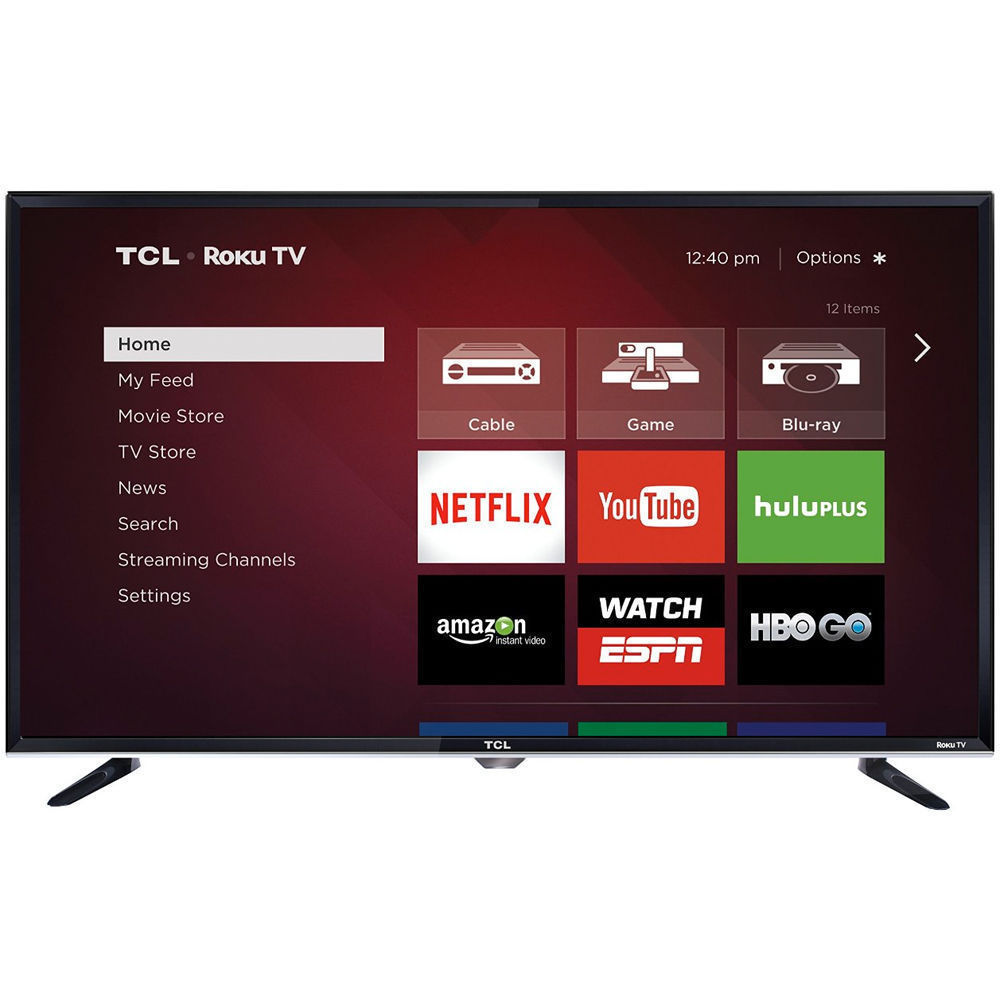 TCL • Roku TV
12:40 pm | Options *
12 Items
Home
My Feed
Movie Store
TV Store
News
Search
Streaming Channels
Settings
Cable
Game
Blu-ray
NETFLIX
YouTube
huluPLUS
amazon
instant video
WATCH
ESPN
HBO GO
TCL
Roku TV